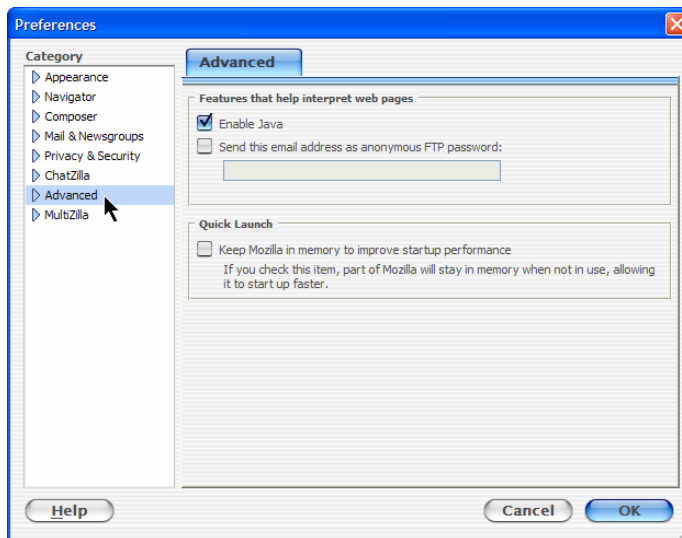 Preferences
Category
Appearance
Navigator
Composer
Mail & Newsgroups
Privacy & Security
ChatZilla
Advanced
MultiZilla
Advanced
Features that help interpret web pages
Enable Java
Send this email address as anonymous FTP password:
Quick Launch
Keep Mozilla in memory to improve startup performance
If you check this item, part of Mozilla will stay in memory when not in use, allowing
it to start up faster.
Help
Cancel
OK